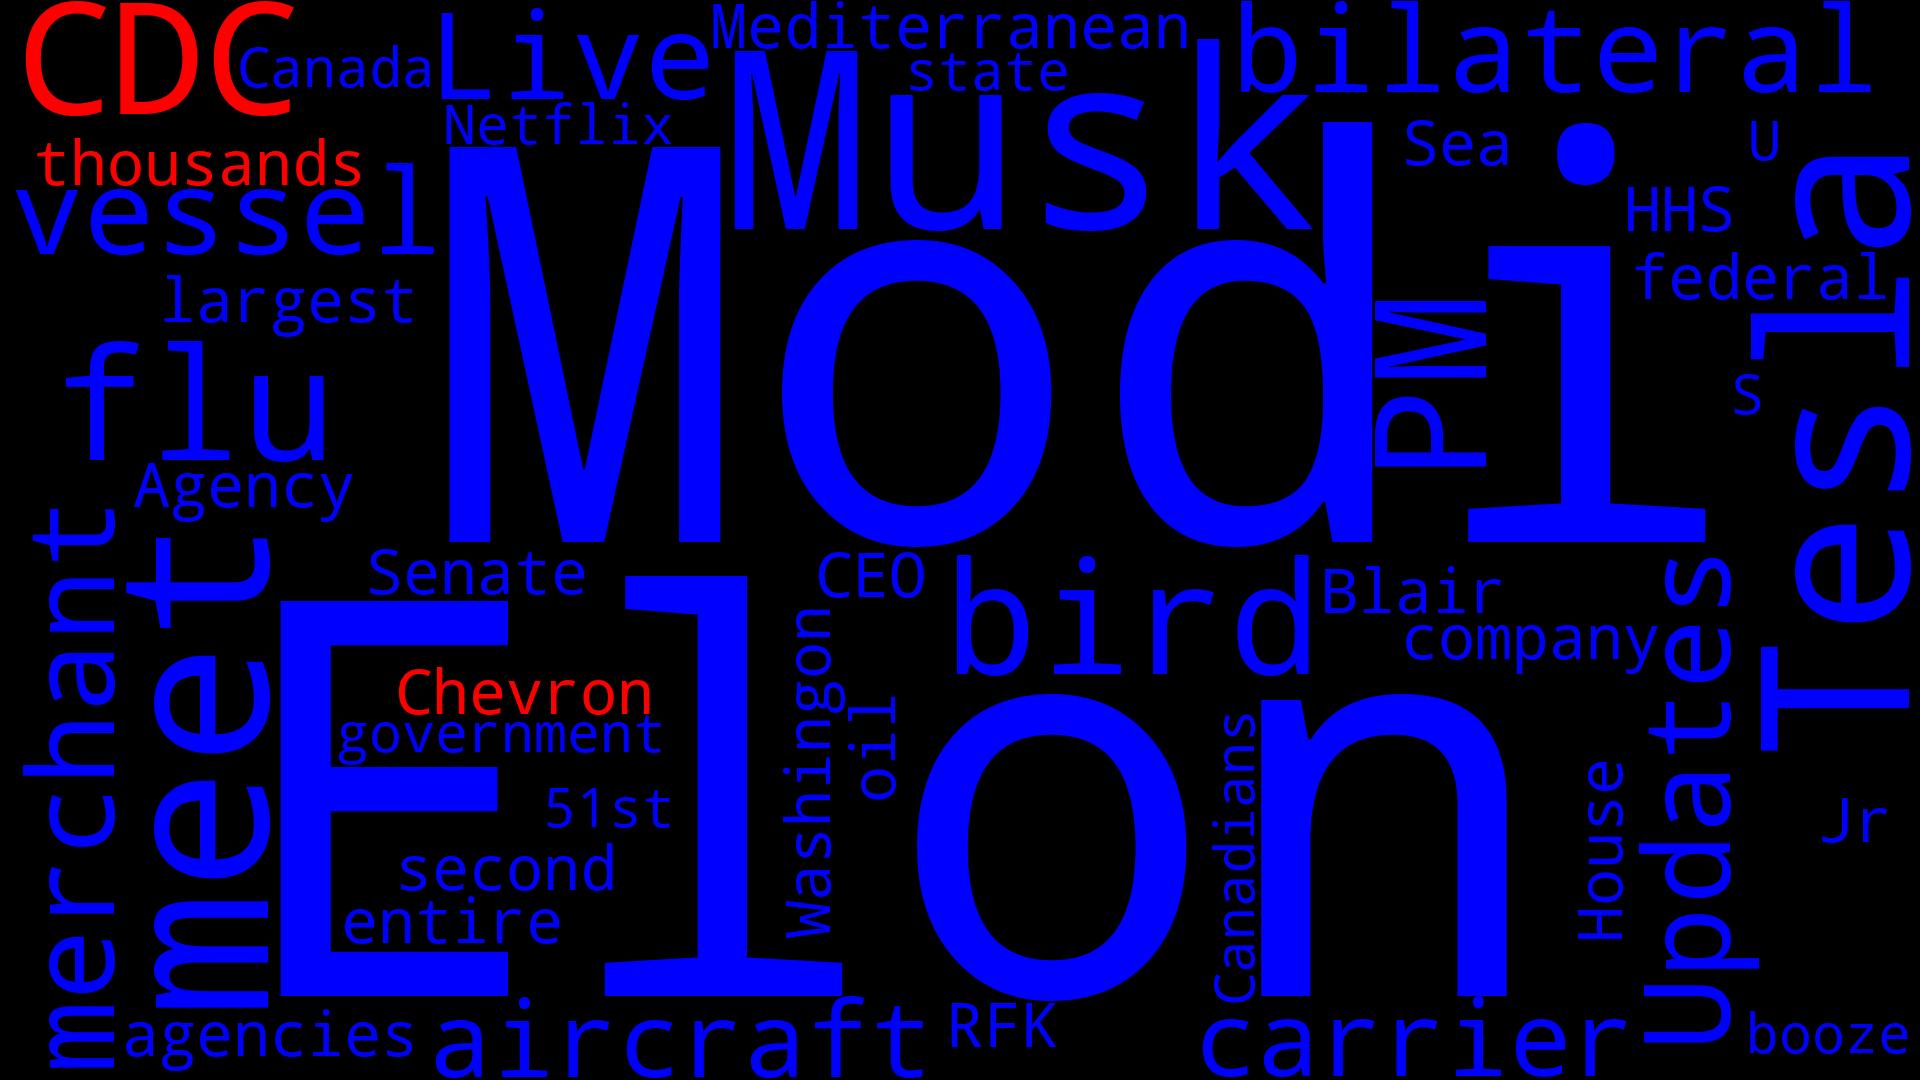 CDC
Canada
Live
Mediterranean
state
bilateral
Netflix
Musk
Sea
U
thousands
vessel
HHS
federal
largest
Modi
PM
Tesla
S
flu
Agency
merchant
meet
Senate
CEO
bird
Blair
company
Updates
Elon
Chevron
government
Washington
oil
51st
second
entire
Canadians
House
Jr
agencies
aircraft
RFK
carrier
booze